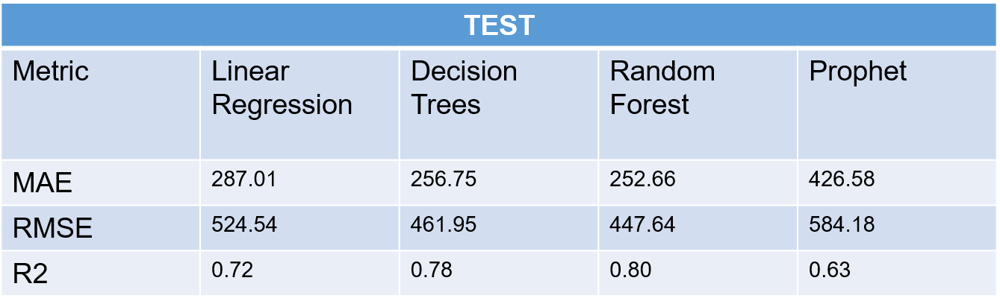 TEST
Metric Linear Regression Decision Trees Random Forest Prophet
MAE 287.01 256.75 252.66 426.58
RMSE 524.54 461.95 447.64 584.18
R2 0.72 0.78 0.80 0.63